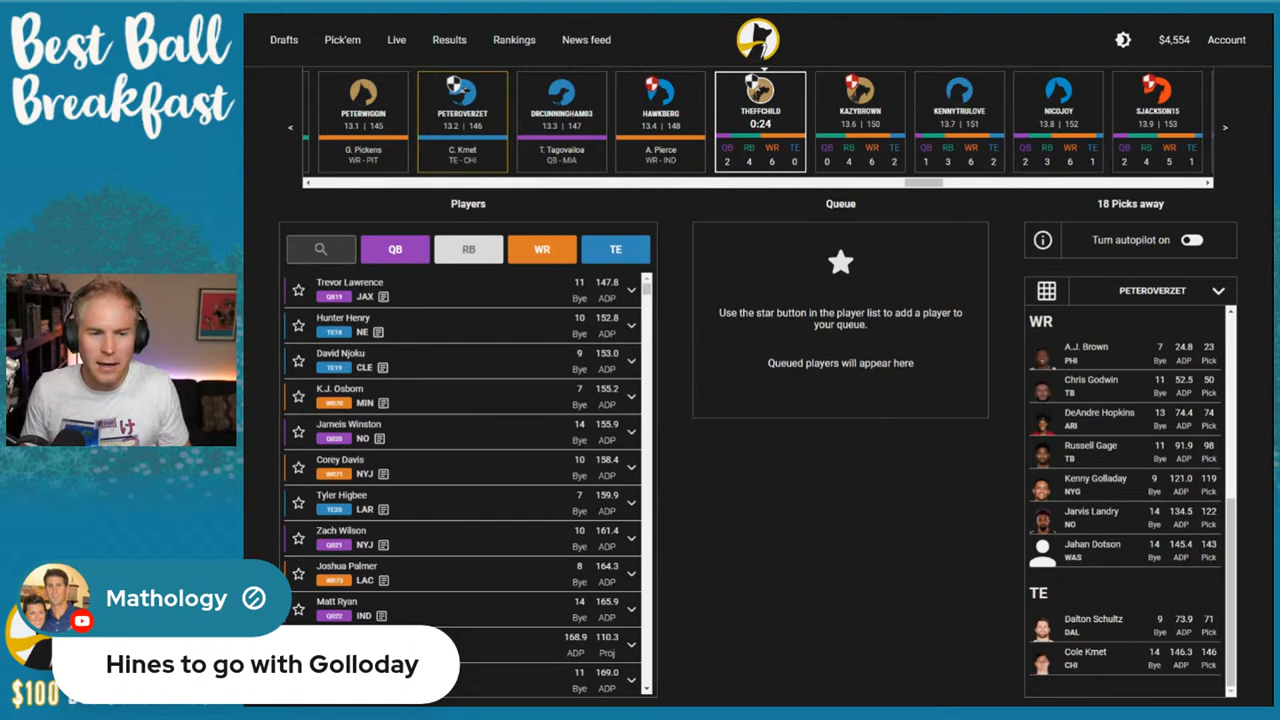 Best Ball
Breakfast
Drafts Pick'em Live Results Rankings News feed
$4,554 Account
<
PETERWIGGIN
13.1 | 145
G. Pickens
WR - PIT
PETEROVERZET
13.2 | 146
C. Kmet
TE - CHI
DRCUNNINGHAM03
13.3 | 147
T. Tagovailoa
QB - MIA
HAWKBERG
13.4 | 148
A. Pierce
WR - IND
THEFFCHILD
0:24
QB RB WR TE
2 4 6 0
KAZYBROWN
13.6 | 150
QB RB WR TE
0 4 6 2
KENNYTRULOVE
13.7 | 151
QB RB WR TE
1 3 6 2
NICOJOY
13.8 | 152
QB RB WR TE
2 3 6 1
SJACKSON15
13.9 | 153
QB RB WR TE
2 4 5 1
>
Players
QB RB WR TE
Trevor Lawrence 11 147.8
QB19 JAX Bye ADP
Hunter Henry 10 152.8
TE18 NE Bye ADP
David Njoku 9 153.0
TE19 CLE Bye ADP
K.J. Osborn 7 155.2
WR70 MIN Bye ADP
Jameis Winston 14 155.9
QB20 NO Bye ADP
Corey Davis 10 158.4
WR71 NYJ Bye ADP
Tyler Higbee 7 159.9
TE20 LAR Bye ADP
Zach Wilson 10 161.4
QB21 NYJ Bye ADP
Joshua Palmer 8 164.3
WR73 LAC Bye ADP
Matt Ryan 14 165.9
QB22 IND Bye ADP
168.9 110.3
ADP Proj
11 169.0
Bye ADP
Queue
Use the star button in the player list to add a player to
your queue.
Queued players will appear here
18 Picks away
Turn autopilot on
PETEROVERZET
WR
A.J. Brown 7 24.8 23
PHI Bye ADP Pick
Chris Godwin 11 52.5 50
TB Bye ADP Pick
DeAndre Hopkins 13 74.4 74
ARI Bye ADP Pick
Russell Gage 11 91.9 98
TB Bye ADP Pick
Kenny Golladay 9 121.0 119
NYG Bye ADP Pick
Jarvis Landry 14 134.5 122
NO Bye ADP Pick
Jahan Dotson 14 145.4 143
WAS Bye ADP Pick
TE
Dalton Schultz 9 73.9 71
DAL Bye ADP Pick
Cole Kmet 14 146.3 146
CHI Bye ADP Pick
Mathology
Hines to go with Golloday
$100